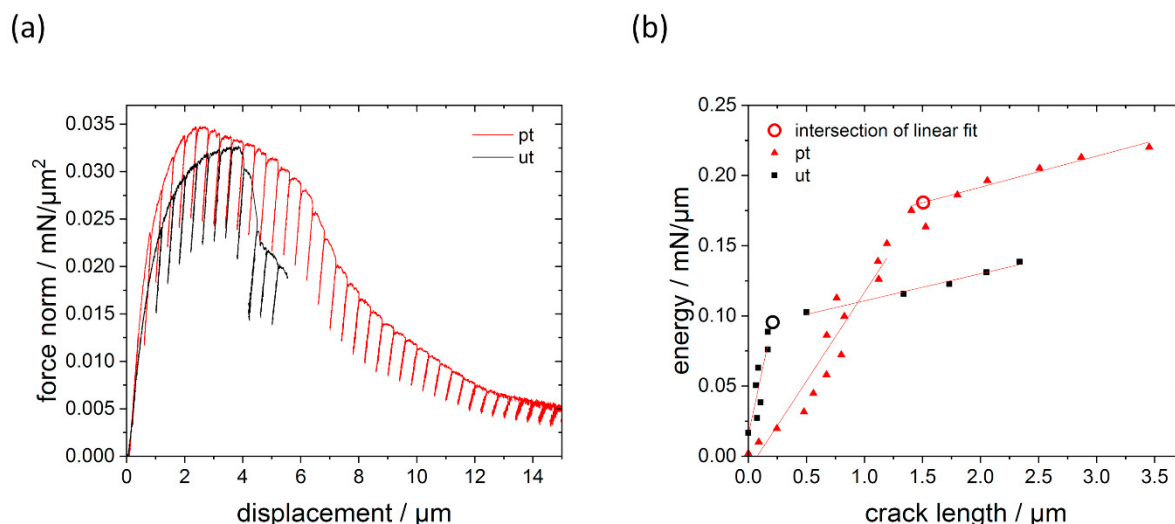 (a)
(b)
force norm / mN/µm²
0.035
0.030
0.025
0.020
0.015
0.010
0.005
0.000
pt
ut
0
2
4
6
8
10
12
14
displacement / µm
energy / mN/µm
0.25
0.20
0.15
0.10
0.05
0.00
intersection of linear fit
pt
ut
0.0
0.5
1.0
1.5
2.0
2.5
3.0
3.5
crack length / µm